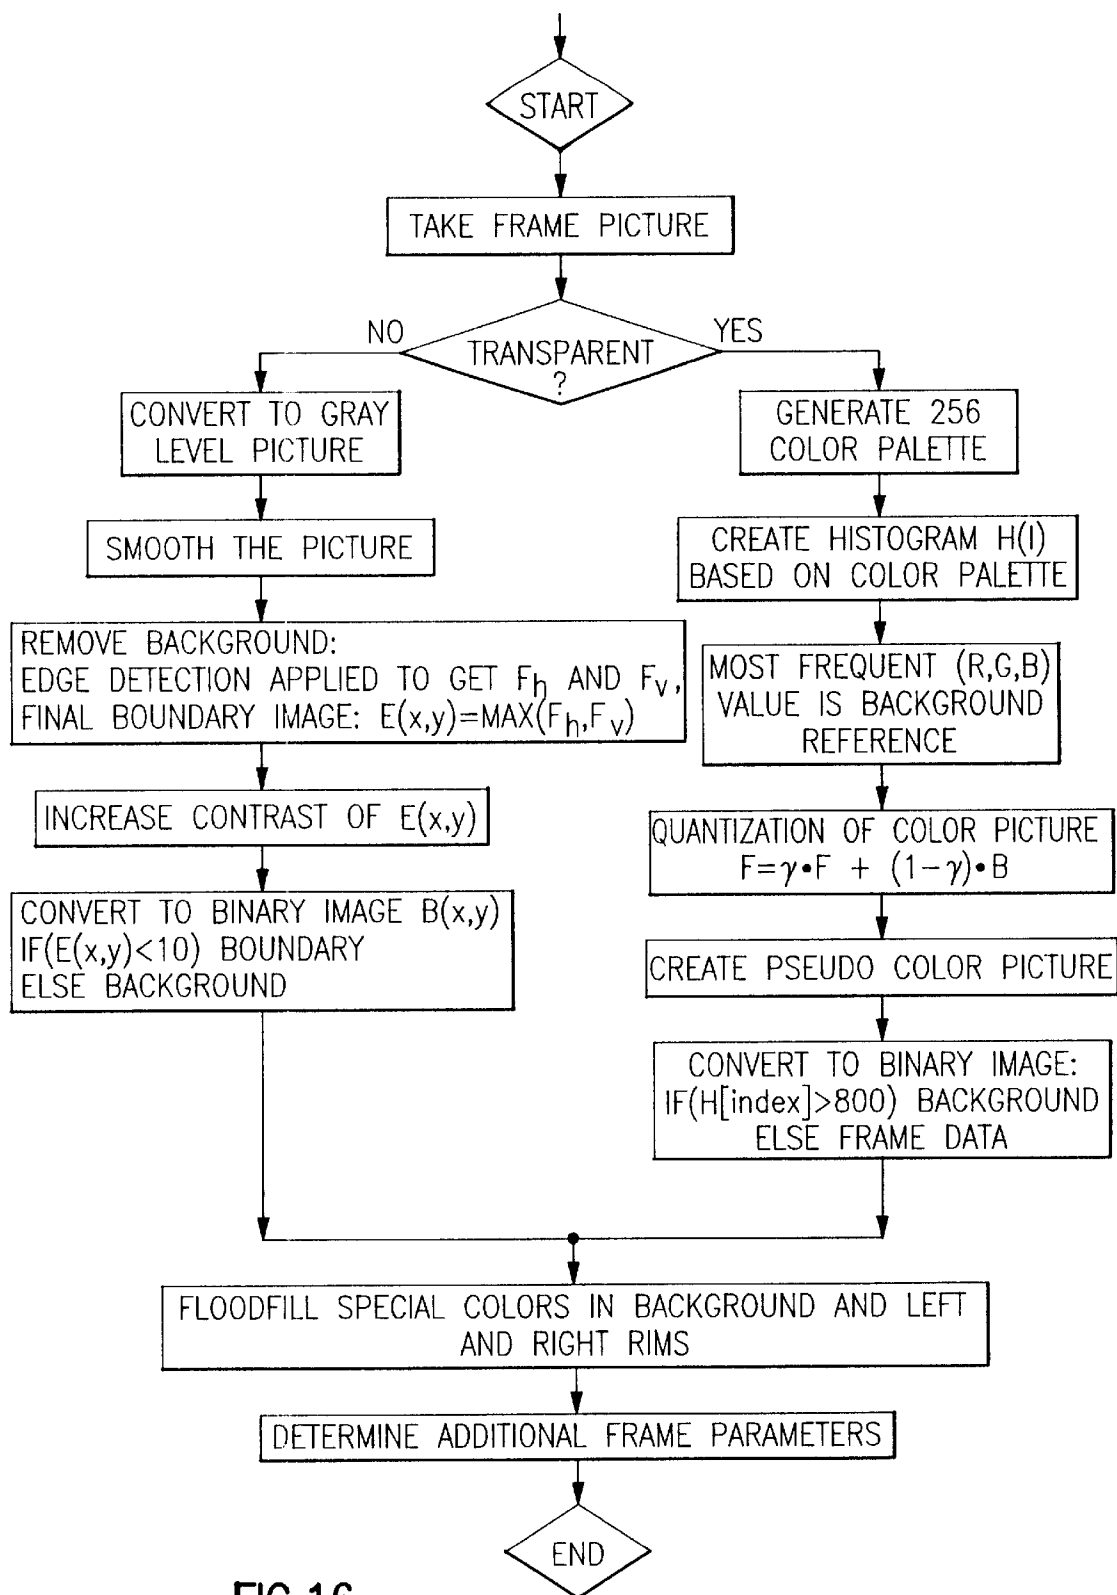 START
TAKE FRAME PICTURE
NO
YES
TRANSPARENT
?
CONVERT TO GRAY
LEVEL PICTURE
SMOOTH THE PICTURE
REMOVE BACKGROUND:
EDGE DETECTION APPLIED TO GET Fh AND Fv,
FINAL BOUNDARY IMAGE: E(x,y)=MAX(Fh,Fv)
INCREASE CONTRAST OF E(x,y)
CONVERT TO BINARY IMAGE B(x,y)
IF(E(x,y)<10) BOUNDARY
ELSE BACKGROUND
GENERATE 256
COLOR PALETTE
CREATE HISTOGRAM H(I)
BASED ON COLOR PALETTE
MOST FREQUENT (R,G,B)
VALUE IS BACKGROUND
REFERENCE
QUANTIZATION OF COLOR PICTURE
F=γ•F + (1-γ)•B
CREATE PSEUDO COLOR PICTURE
CONVERT TO BINARY IMAGE:
IF(H[index]>800) BACKGROUND
ELSE FRAME DATA
FLOODFILL SPECIAL COLORS IN BACKGROUND AND LEFT
AND RIGHT RIMS
DETERMINE ADDITIONAL FRAME PARAMETERS
END
FIG.16